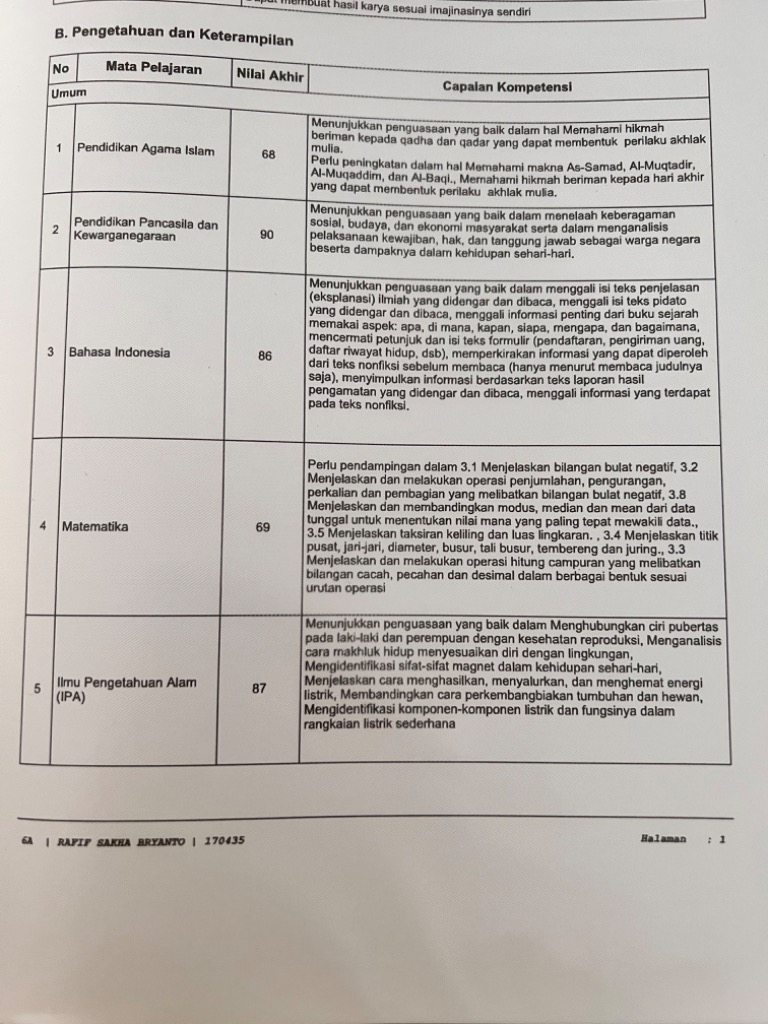 membuat hasil karya sesuai imajinasinya sendiri
B. Pengetahuan dan Keterampilan
No Mata Pelajaran Nilai Akhir Capaian Kompetensi
Umum
1 Pendidikan Agama Islam 68
Menunjukkan penguasaan yang baik dalam hal Memahami hikmah
beriman kepada qadha dan qadar yang dapat membentuk perilaku akhlak
mulia.
Perlu peningkatan dalam hal Memahami makna As-Samad, Al-Muqtadir,
Al-Muqaddim, dan Al-Baqi., Memahami hikmah beriman kepada hari akhir
yang dapat membentuk perilaku akhlak mulia.
2 Pendidikan Pancasila dan
Kewarganegaraan 90
Menunjukkan penguasaan yang baik dalam menelaah keberagaman
sosial, budaya, dan ekonomi masyarakat serta dalam menganalisis
pelaksanaan kewajiban, hak, dan tanggung jawab sebagai warga negara
beserta dampaknya dalam kehidupan sehari-hari.
3 Bahasa Indonesia 86
Menunjukkan penguasaan yang baik dalam menggali isi teks penjelasan
(eksplanasi) ilmiah yang didengar dan dibaca, menggali isi teks pidato
yang didengar dan dibaca, menggali informasi penting dari buku sejarah
memakai aspek: apa, di mana, kapan, siapa, mengapa, dan bagaimana,
mencermati petunjuk dan isi teks formulir (pendaftaran, pengiriman uang,
daftar riwayat hidup, dsb), memperkirakan informasi yang dapat diperoleh
dari teks nonfiksi sebelum membaca (hanya menurut membaca judulnya
saja), menyimpulkan informasi berdasarkan teks laporan hasil
pengamatan yang didengar dan dibaca, menggali informasi yang terdapat
pada teks nonfiksi.
4 Matematika 69
Perlu pendampingan dalam 3.1 Menjelaskan bilangan bulat negatif, 3.2
Menjelaskan dan melakukan operasi penjumlahan, pengurangan,
perkalian dan pembagian yang melibatkan bilangan bulat negatif, 3.8
Menjelaskan dan membandingkan modus, median dan mean dari data
tunggal untuk menentukan nilai mana yang paling tepat mewakili data.,
3.5 Menjelaskan taksiran keliling dan luas lingkaran. , 3.4 Menjelaskan titik
pusat, jari-jari, diameter, busur, tali busur, tembereng dan juring., 3.3
Menjelaskan dan melakukan operasi hitung campuran yang melibatkan
bilangan cacah, pecahan dan desimal dalam berbagai bentuk sesuai
urutan operasi
5 Ilmu Pengetahuan Alam
(IPA) 87
Menunjukkan penguasaan yang baik dalam Menghubungkan ciri pubertas
pada laki-laki dan perempuan dengan kesehatan reproduksi, Menganalisis
cara makhluk hidup menyesuaikan diri dengan lingkungan,
Mengidentifikasi sifat-sifat magnet dalam kehidupan sehari-hari,
Menjelaskan cara menghasilkan, menyalurkan, dan menghemat energi
listrik, Membandingkan cara perkembangbiakan tumbuhan dan hewan,
Mengidentifikasi komponen-komponen listrik dan fungsinya dalam
rangkaian listrik sederhana
6A | RAFIF SAKHA BRYANTO | 170435 Halaman : 1